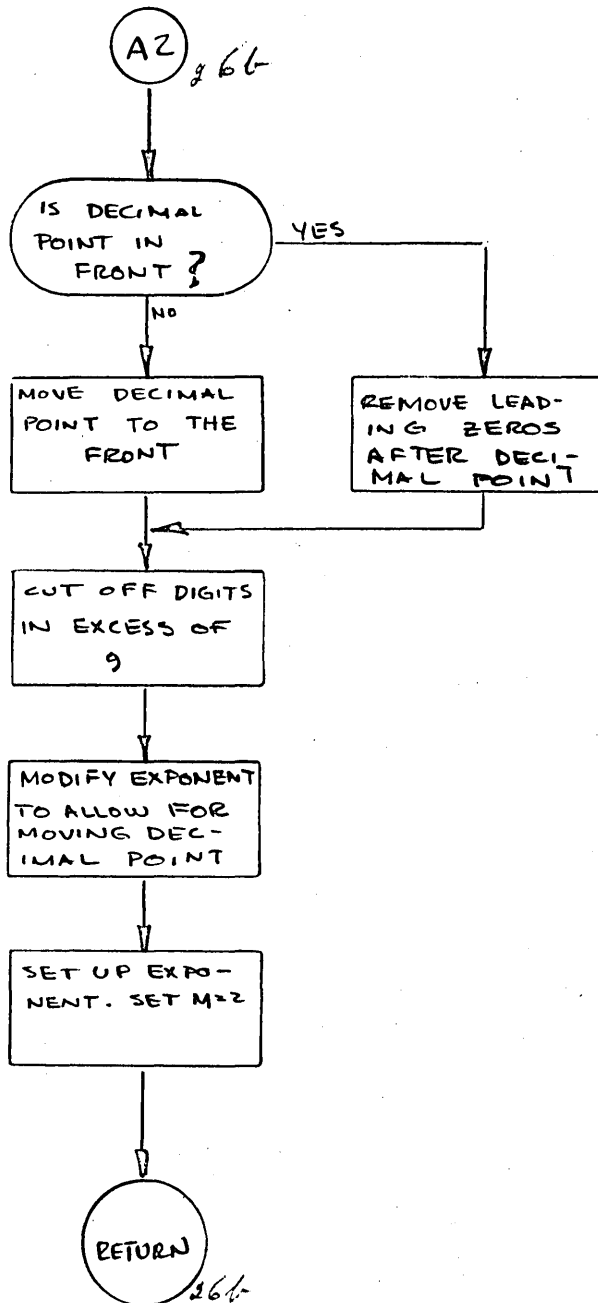 A2
g6b
IS DECIMAL
POINT IN
FRONT?
YES
NO
MOVE DECIMAL
POINT TO THE
FRONT
REMOVE LEAD-
ING ZEROS
AFTER DECI-
MAL POINT
CUT OFF DIGITS
IN EXCESS OF
9
MODIFY EXPONENT
TO ALLOW FOR
MOVING DEC-
IMAL POINT
SET UP EXPO-
NENT. SET M=2
RETURN